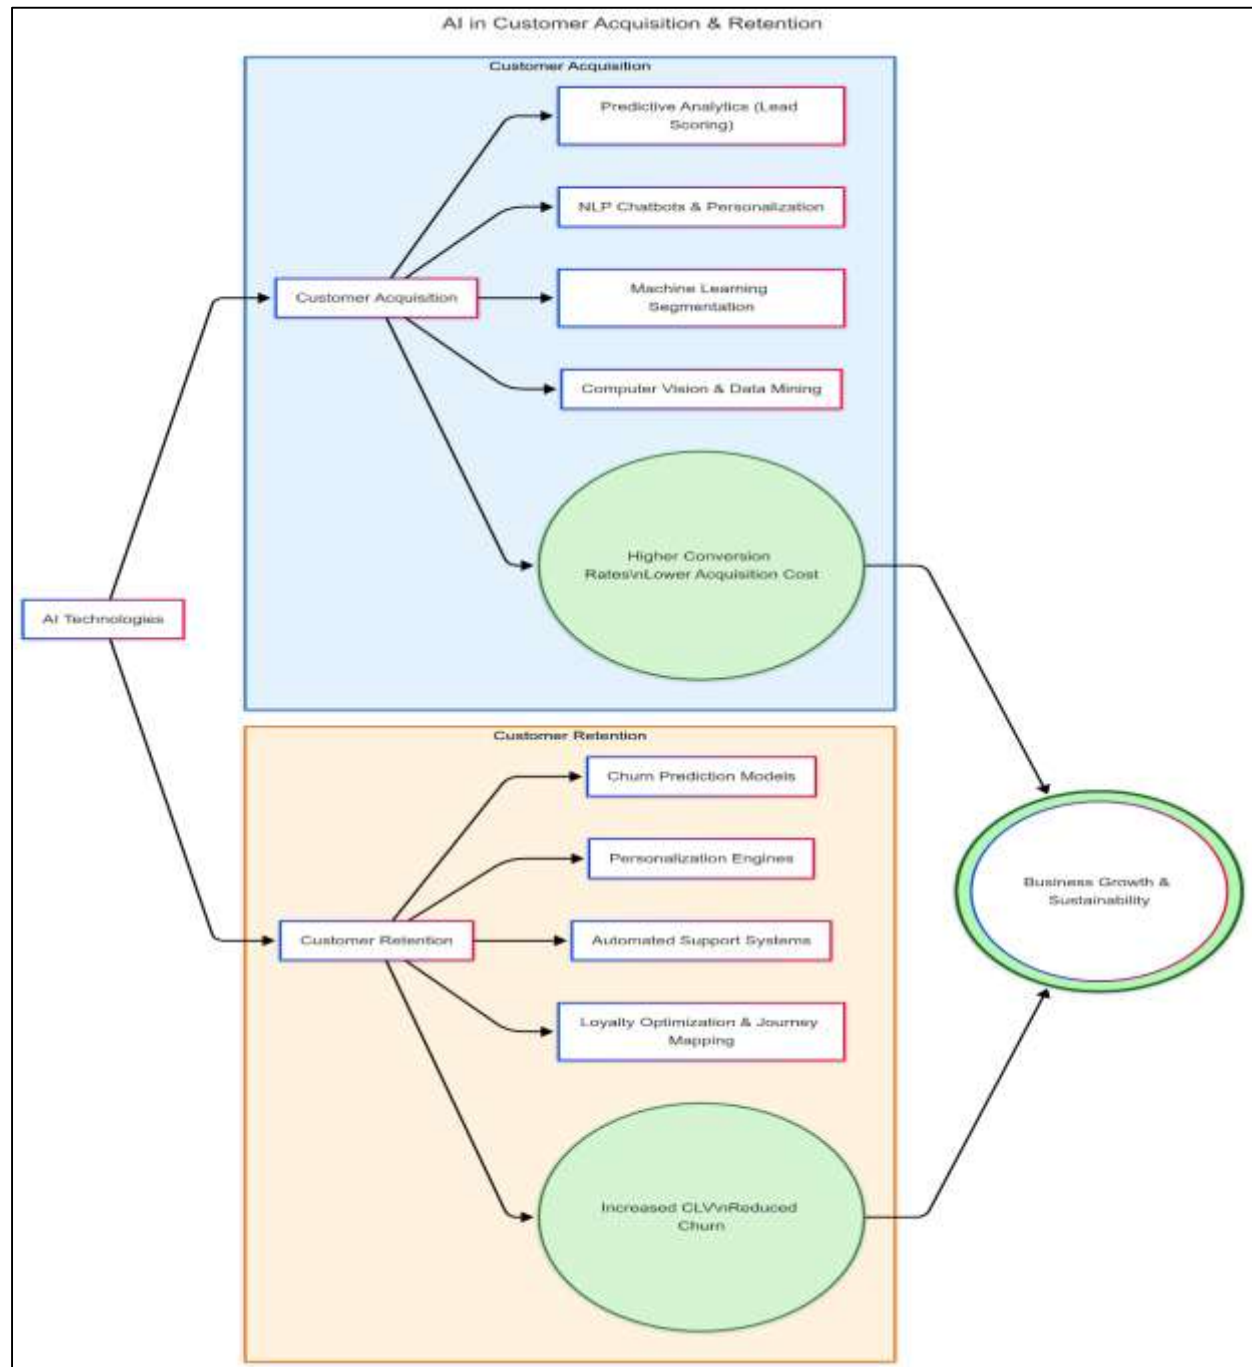 AI in Customer Acquisition & Retention
Customer Acquisition
Predictive Analytics (Lead
Scoring)
NLP Chatbots & Personalization
Customer Acquisition
Machine Learning
Segmentation
Computer Vision & Data Mining
Higher Conversion
Rates\nLower Acquisition Cost
AI Technologies
Customer Retention
Churn Prediction Models
Personalization Engines
Customer Retention
Automated Support Systems
Loyalty Optimization & Journey
Mapping
Increased CLV\nReduced
Churn
Business Growth &
Sustainability